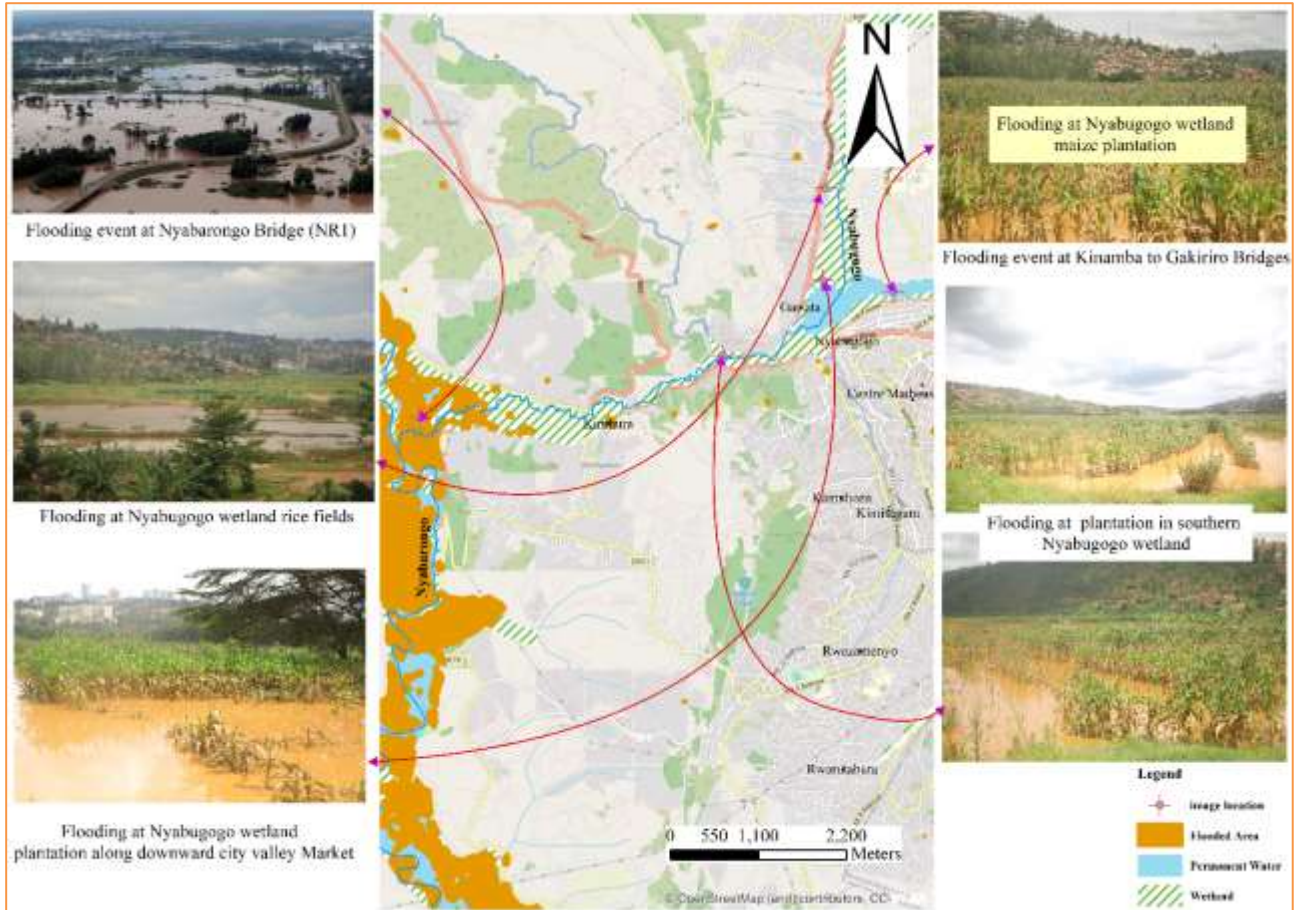 Flooding event at Nyabarongo Bridge (NR1)
Flooding at Nyabugogo wetland rice fields
Flooding at Nyabugogo wetland
plantation along downward city valley Market
N
Nyabugogo
Nyabarongo
Kimisagara
Rwezamenyo
0 550 1,100 2,200
Meters
© OpenStreetMap (and) contributors, CC-
Flooding at Nyabugogo wetland
maize plantation
Flooding event at Kinamba to Gakiriro Bridges
Flooding at plantation in southern
Nyabugogo wetland
Legend
image location
Flooded Area
Permanent Water
Wetland